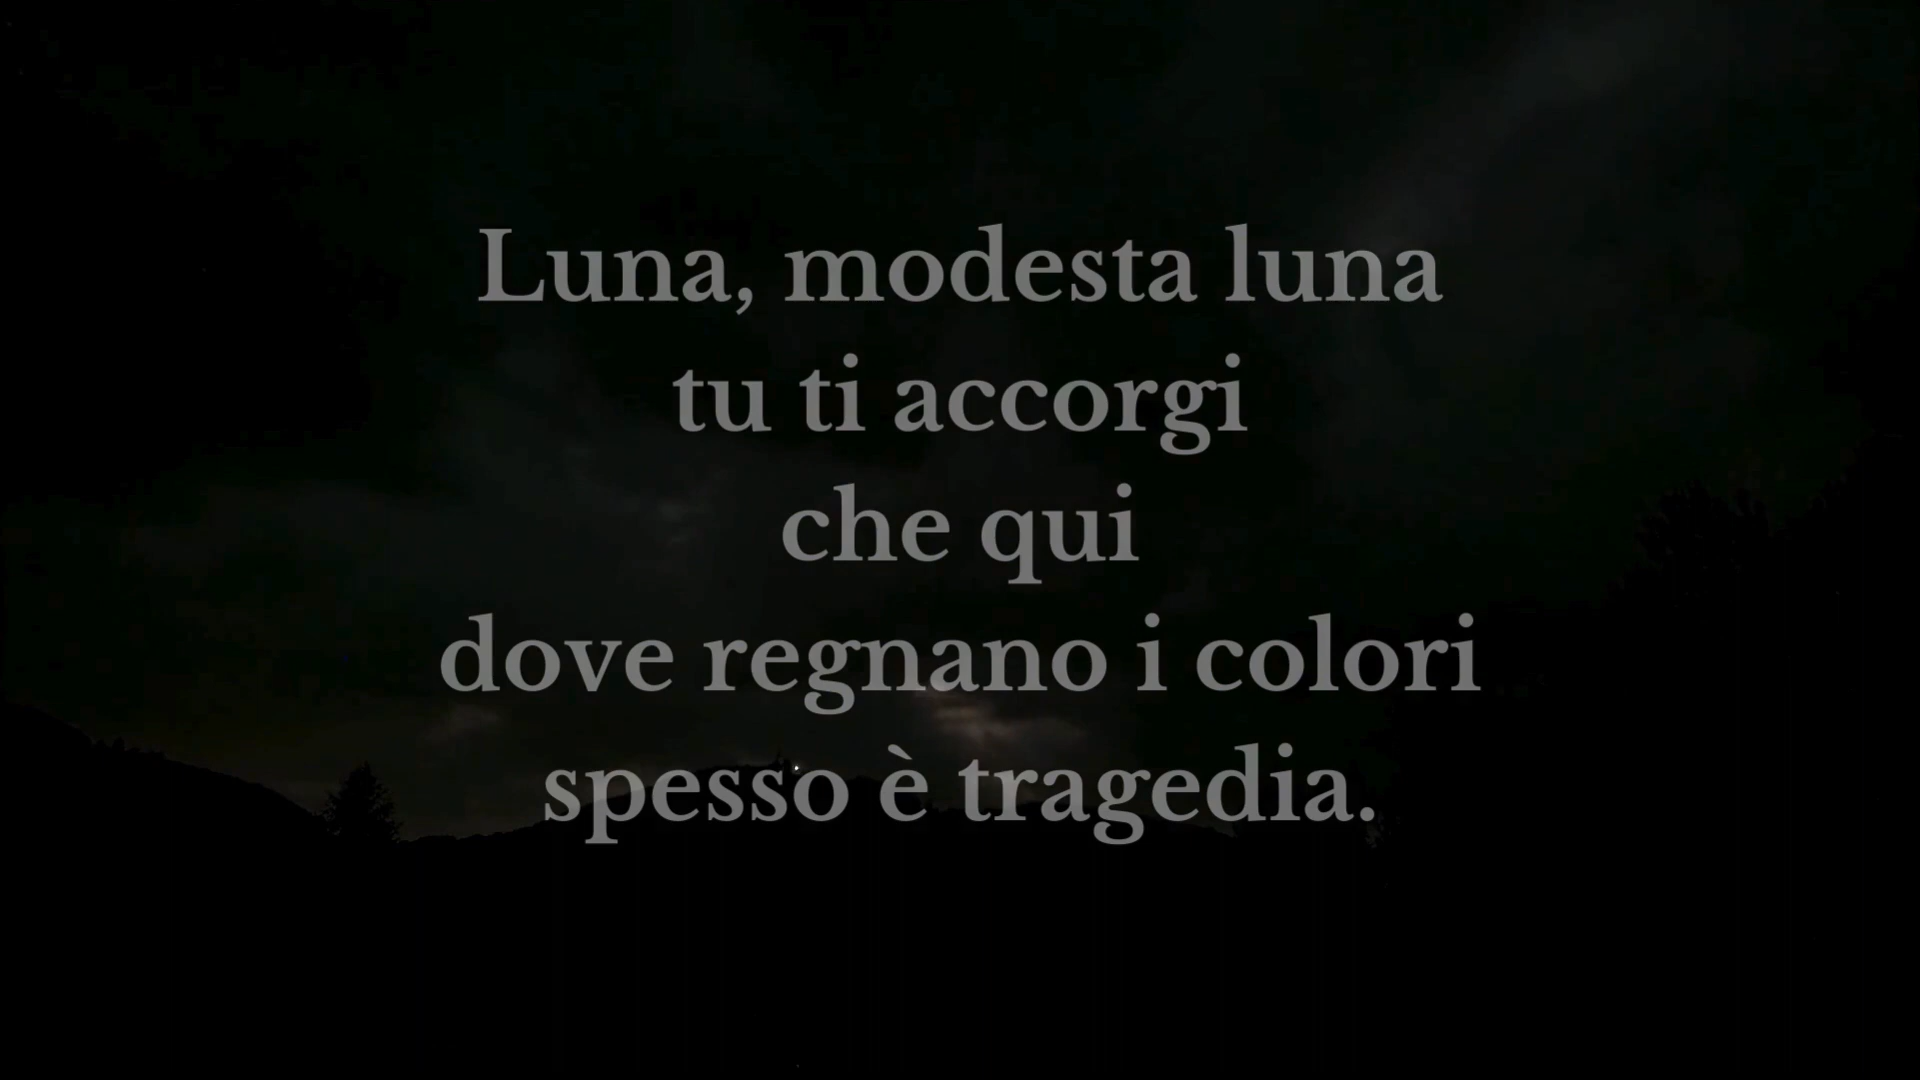 Luna, modesta luna
tu ti accorgi
che qui
dove regnano i colori
spesso è tragedia.